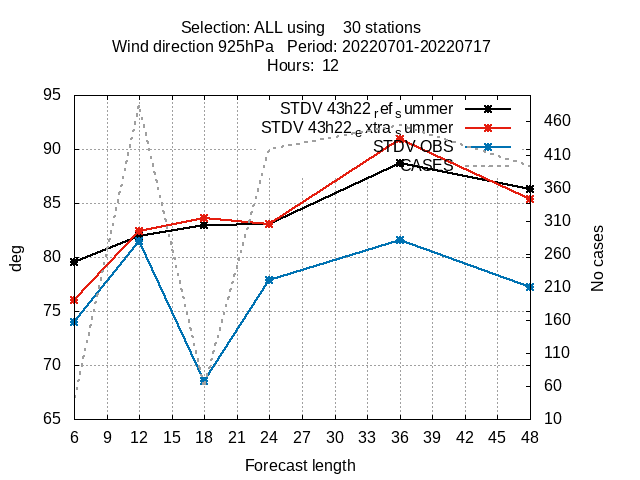 Selection: ALL using    30 stations
Wind direction 925hPa   Period: 20220701-20220717
Hours:  12
STDV 43h22_ref_summer
STDV 43h22_extra_summer
STDV OBS
CASES
95
90
85
80
75
70
65
deg
460
410
360
310
260
210
160
110
60
10
No cases
6 9 12 15 18 21 24 27 30 33 36 39 42 45 48
Forecast length